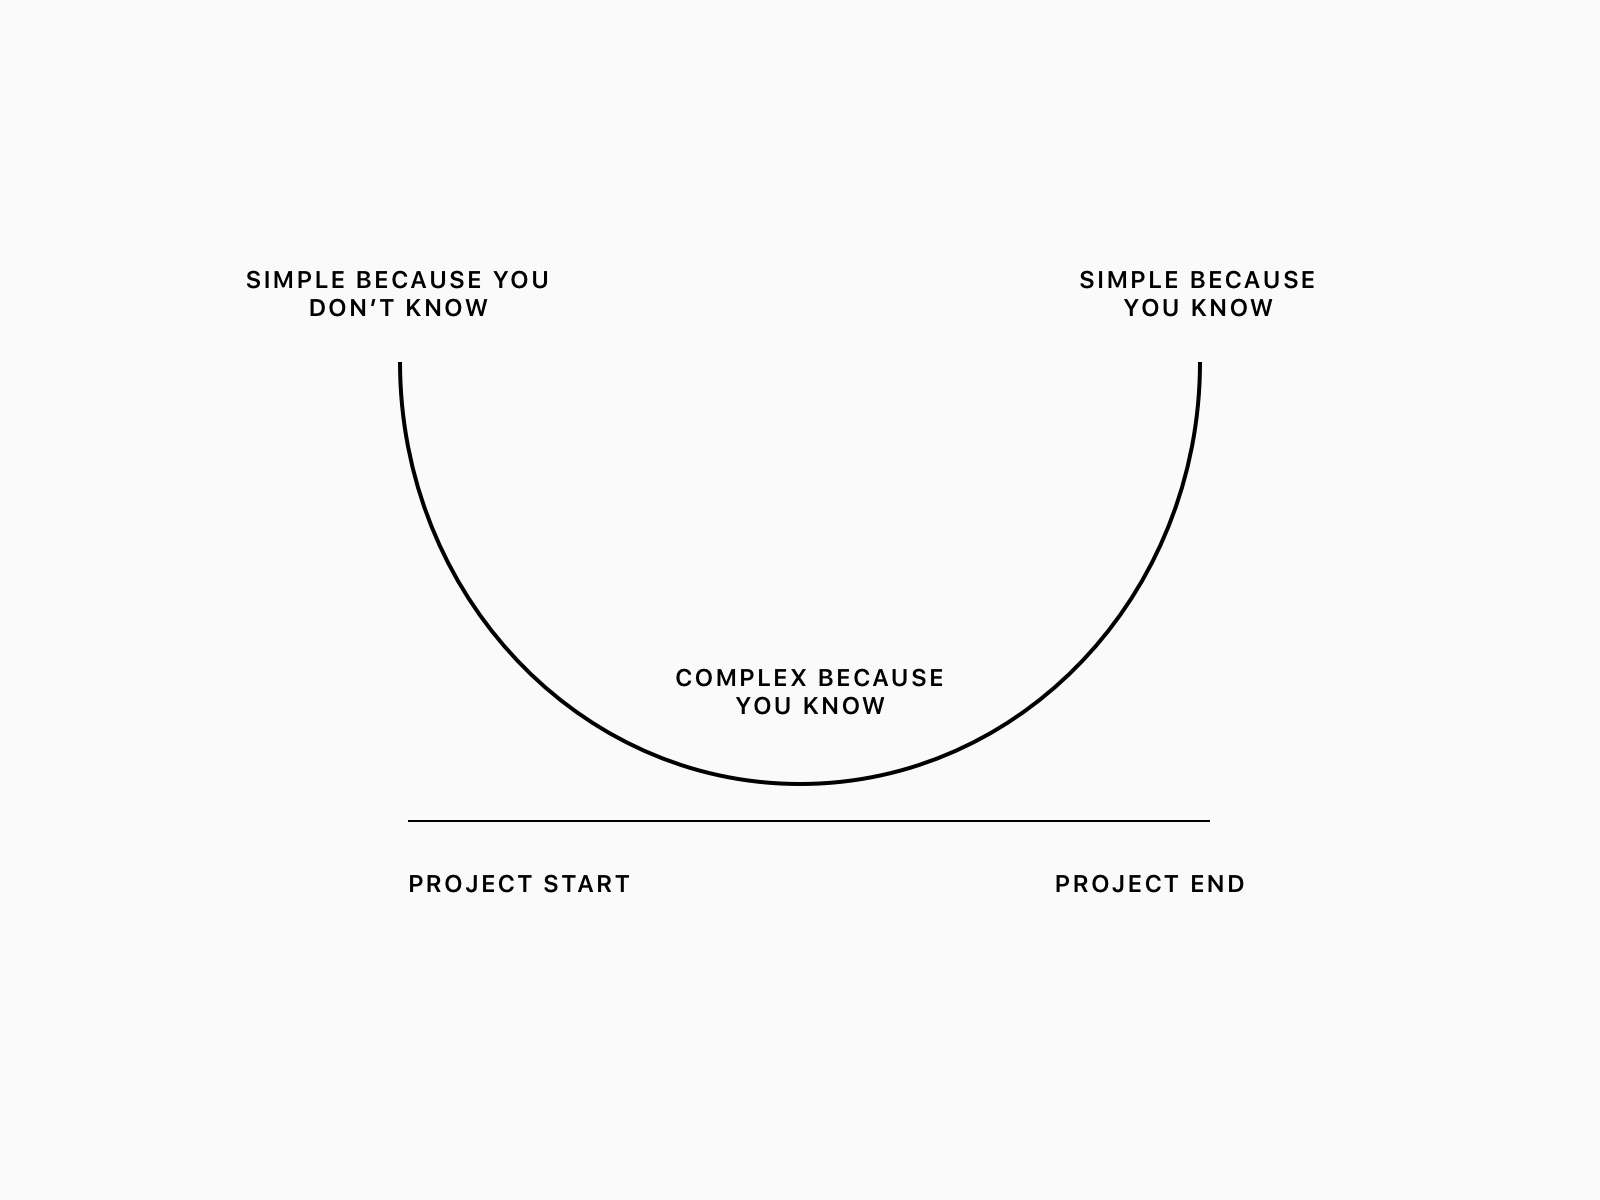 SIMPLE BECAUSE YOU
DON’T KNOW
SIMPLE BECAUSE
YOU KNOW
COMPLEX BECAUSE
YOU KNOW
PROJECT START
PROJECT END